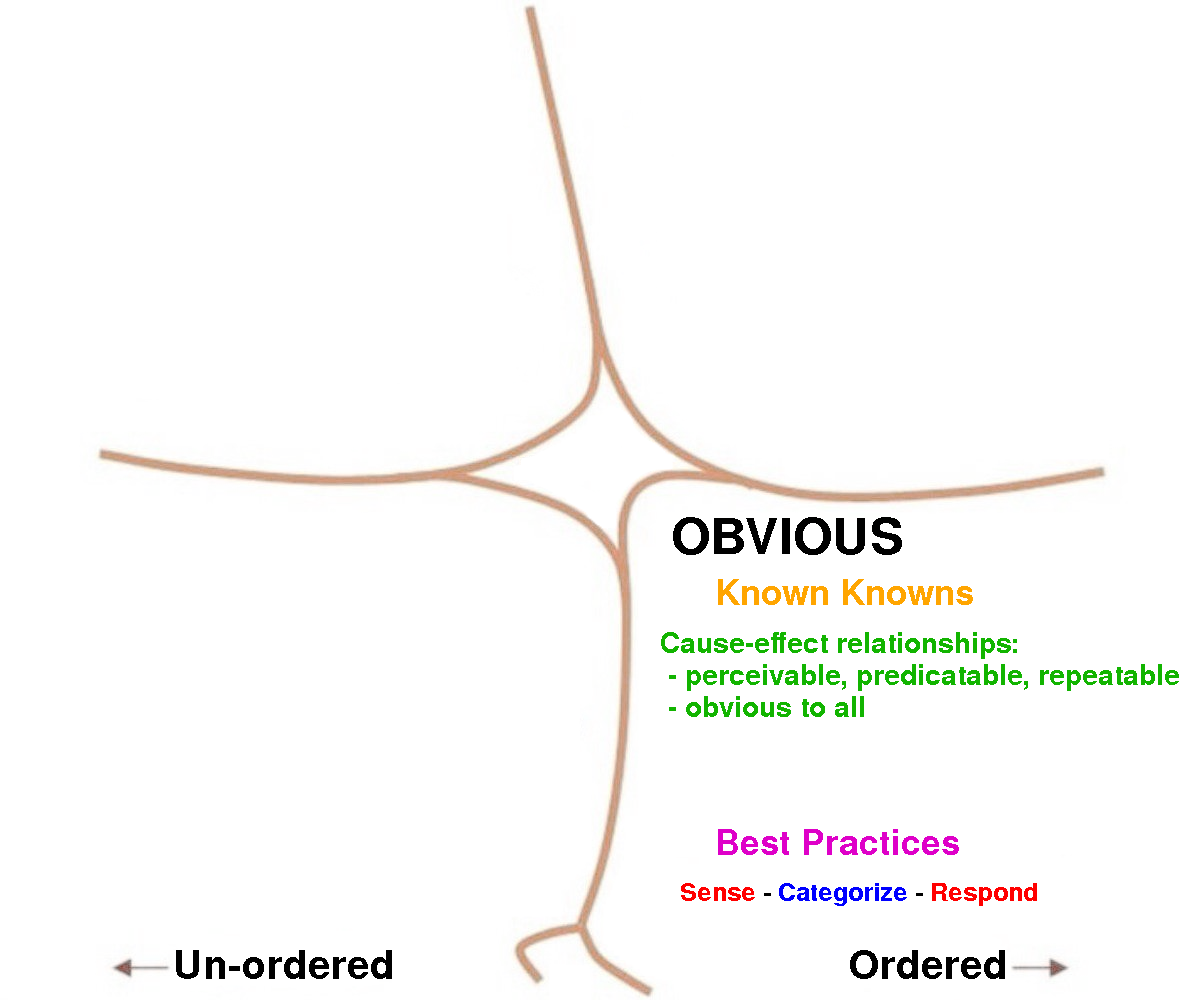 OBVIOUS
Known Knowns
Cause-effect relationships:
- perceivable, predicatable, repeatable
- obvious to all
Best Practices
Sense - Categorize - Respond
Un-ordered
Ordered